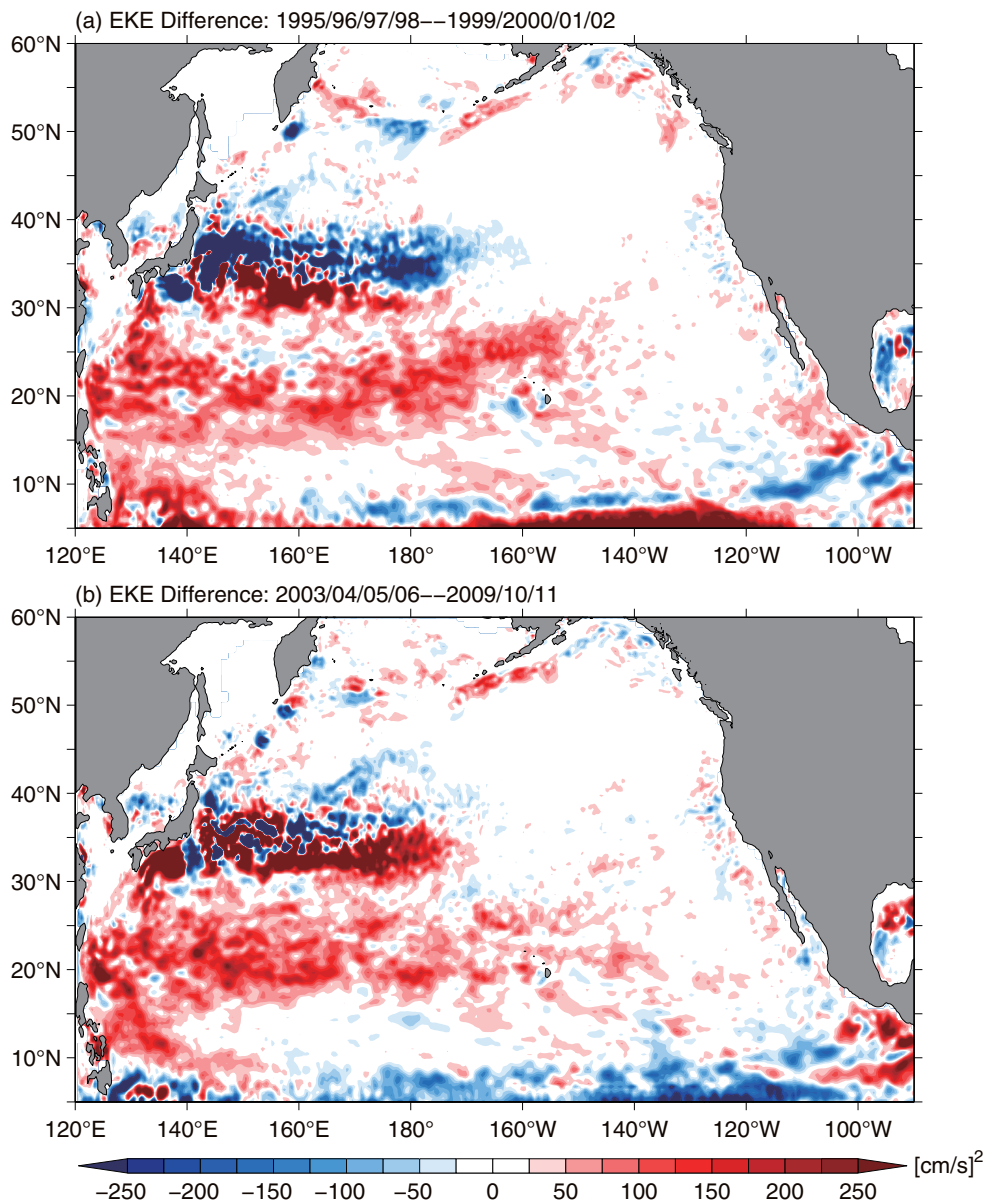 (a) EKE Difference: 1995/96/97/98−−1999/2000/01/02
60°N
50°N
40°N
30°N
20°N
10°N
120°E 140°E 160°E 180° 160°W 140°W 120°W 100°W
(b) EKE Difference: 2003/04/05/06−−2009/10/11
60°N
50°N
40°N
30°N
20°N
10°N
120°E 140°E 160°E 180° 160°W 140°W 120°W 100°W
[cm/s]²
−250 −200 −150 −100 −50 0 50 100 150 200 250